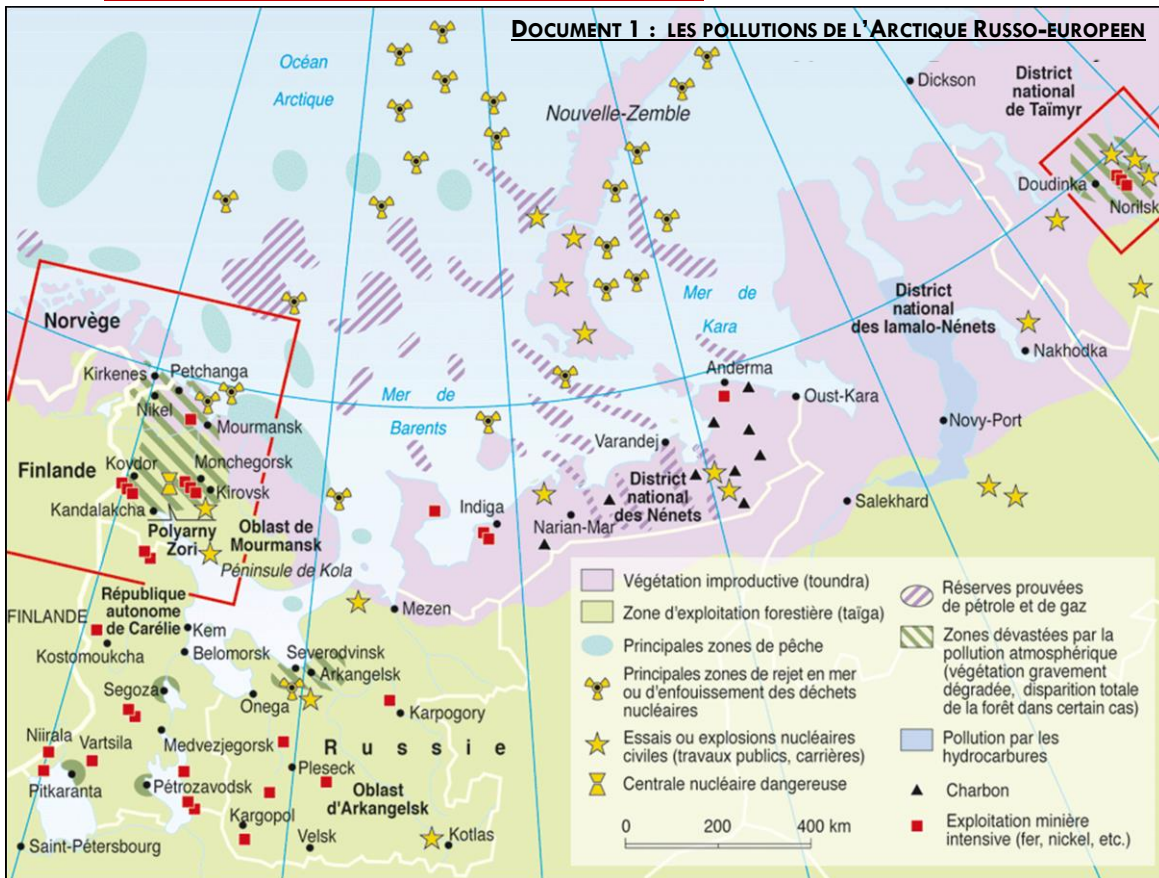 DOCUMENT 1 : LES POLLUTIONS DE L'ARCTIQUE RUSSO-EUROPEEN
Océan
Arctique
Nouvelle-Zemble
Dickson
District
national
de Taïmyr
Doudinka
Norilsk
Mer de
Kara
District
national
des Iamalo-Nénets
Nakhodka
Norvège
Kirkenes
Petchanga
Nikel
Mourmansk
Mer de
Barents
Anderma
Oust-Kara
Novy-Port
Varandej
Finlande
Kovdor
Monchegorsk
Kirovsk
Kandalakcha
Polyarny
Zori
Oblast de
Mourmansk
Péninsule de Kola
Indiga
Narian-Mar
District
national
des Nénets
Salekhard
République
autonome
de Carélie
FINLANDE
Kem
Kostomoukcha
Belomorsk
Mezen
Severodvinsk
Arkangelsk
Segoza
Onega
Karpogory
Niirala
Vartsila
Medvezjegorsk
Russie
Pleseck
Pitkaranta
Pétrozavodsk
Oblast
d'Arkangelsk
Kargopol
Velsk
Kotlas
Saint-Pétersbourg
Végétation improductive (toundra)
Zone d'exploitation forestière (taïga)
Principales zones de pêche
Principales zones de rejet en mer
ou d'enfouissement des déchets
nucléaires
Essais ou explosions nucléaires
civiles (travaux publics, carrières)
Centrale nucléaire dangereuse
0 200 400 km
Réserves prouvées
de pétrole et de gaz
Zones dévastées par la
pollution atmosphérique
(végétation gravement
dégradée, disparition totale
de la forêt dans certain cas)
Pollution par les
hydrocarbures
Charbon
Exploitation minière
intensive (fer, nickel, etc.)